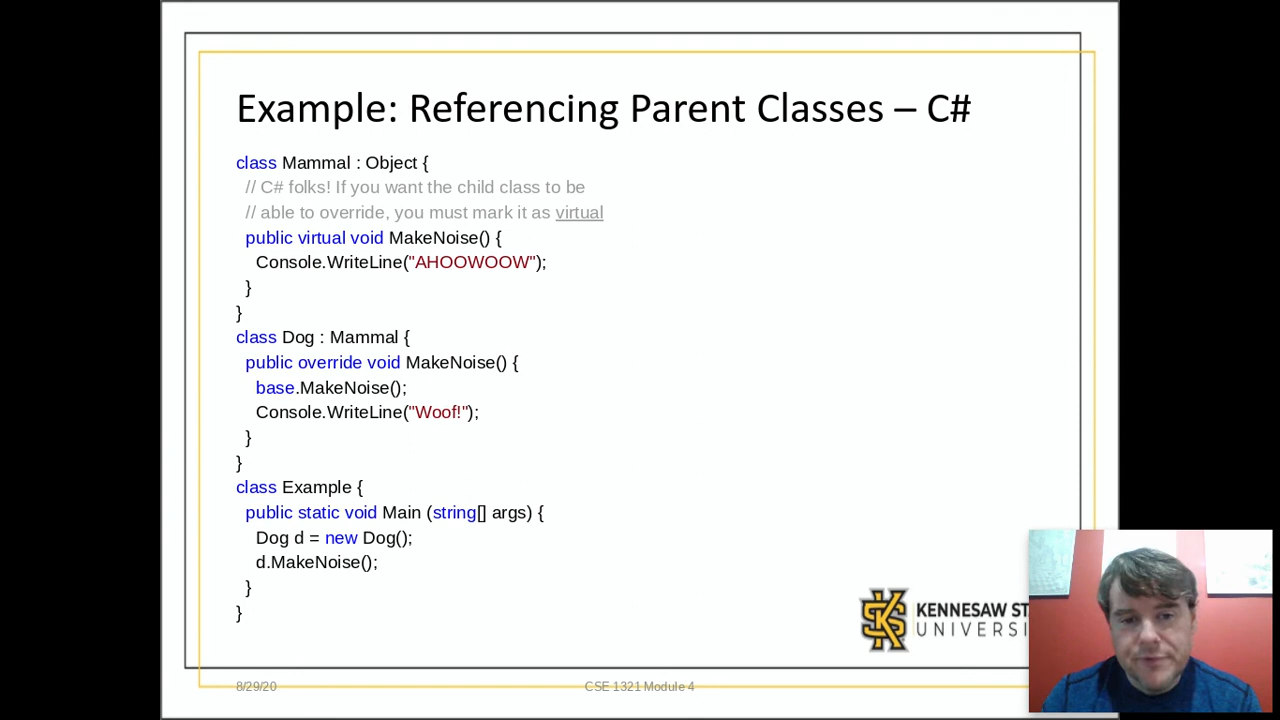 Example: Referencing Parent Classes – C#
class Mammal : Object {
// C# folks! If you want the child class to be
// able to override, you must mark it as virtual
public virtual void MakeNoise() {
Console.WriteLine("AHOOWOOW");
}
}
class Dog : Mammal {
public override void MakeNoise() {
base.MakeNoise();
Console.WriteLine("Woof!");
}
}
class Example {
public static void Main (string[] args) {
Dog d = new Dog();
d.MakeNoise();
}
}
KENNESAW ST
UNIVERSI
8/29/20
CSE 1321 Module 4